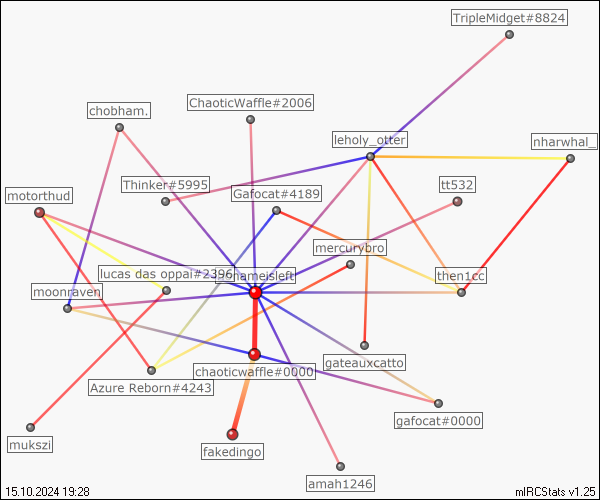 TripleMidget#8824
ChaoticWaffle#2006
chobham.
leholy_otter
nharwhal_
Thinker#5995
Gafocat#4189
tt532
motorthud
mercurybro
lucas das oppai#2396
nameisleft
then1cc
moonraven
gateauxcatto
chaoticwaffle#0000
Azure Reborn#4243
gafocat#0000
mukszi
fakedingo
amah1246
15.10.2024 19:28
mIRCStats v1.25